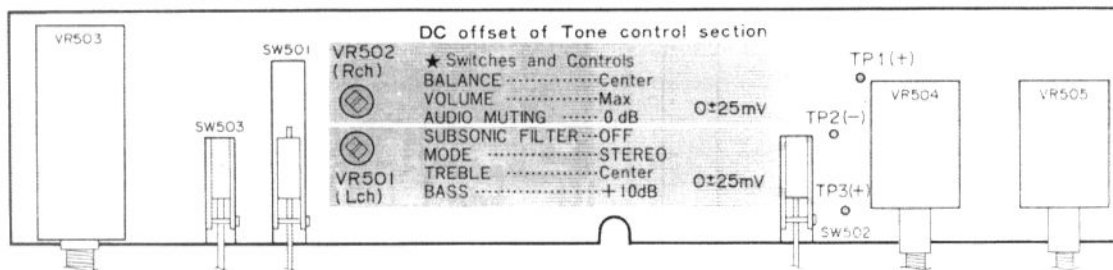 DC offset of Tone control section
VR503
SW501
VR502
(Rch)
★ Switches and Controls
BALANCE ·············· Center
VOLUME ·············· Max
AUDIO MUTING ······ 0 dB
0±25mV
SUBSONIC FILTER ··· OFF
MODE ················· STEREO
TREBLE ·············· Center
BASS ·················· +10dB
0±25mV
VR501
(Lch)
SW503
TP1(+)
TP2(-)
TP3(+)
SW502
VR504
VR505